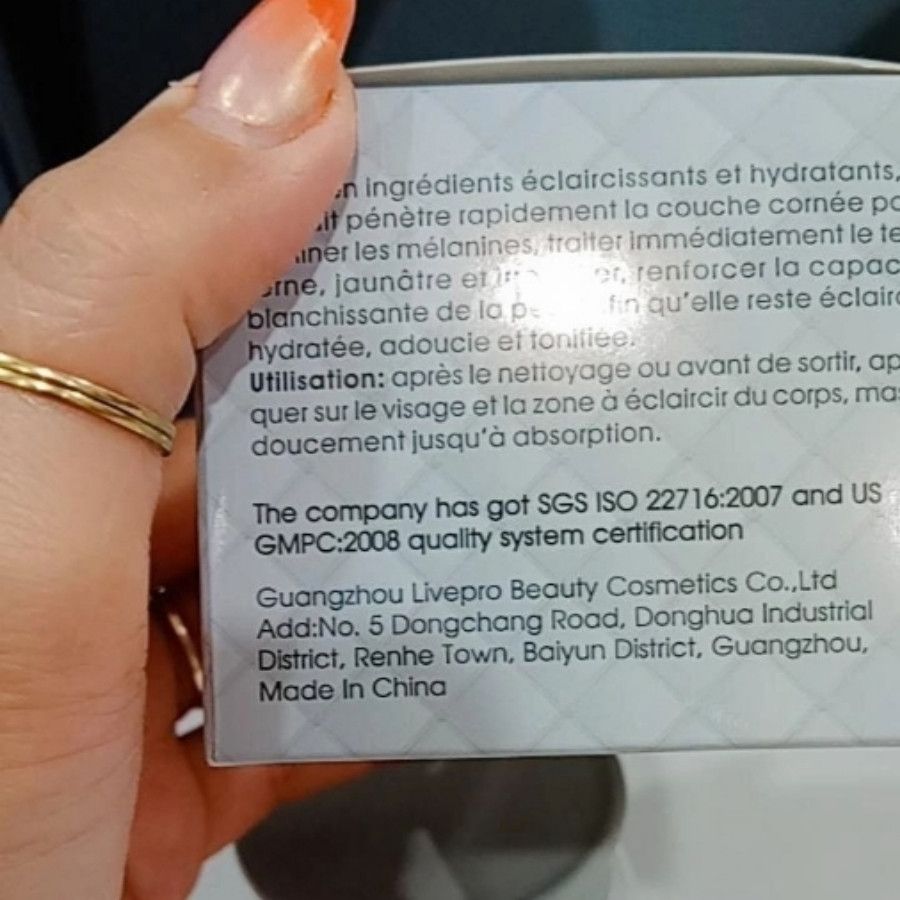 ingrédients éclaircissants et hydratants,
pénètre rapidement la couche cornée
les mélanines, traiter immédiatement le
jaunâtre et renforcer la
blanchissante de la qu'elle reste
hydratée, adoucie et tonifiée.
Utilisation: après le nettoyage ou avant de sortir,
quer sur le visage et la zone à éclaircir du corps,
doucement jusqu'à absorption.
The company has got SGS ISO 22716:2007 and US
GMPC:2008 quality system certification
Guangzhou Livepro Beauty Cosmetics Co.,Ltd
Add:No. 5 Dongchang Road, Donghua Industrial
District, Renhe Town, Baiyun District, Guangzhou,
Made In China